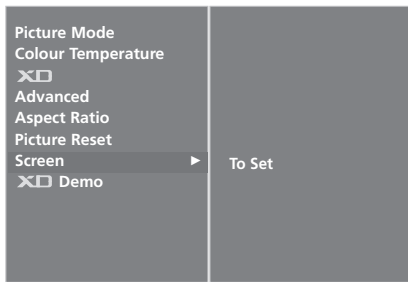 Picture Mode
Colour Temperature
XD
Advanced
Aspect Ratio
Picture Reset
Screen ►
To Set
XD Demo